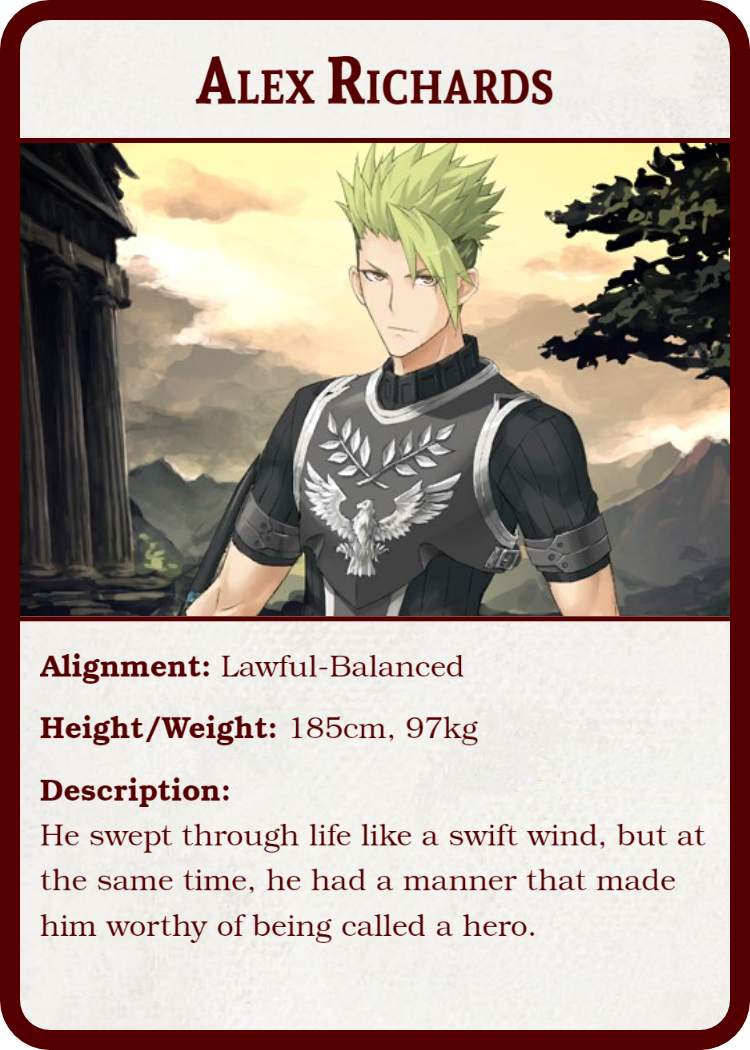 Alex Richards
Alignment: Lawful-Balanced
Height/Weight: 185cm, 97kg
Description:
He swept through life like a swift wind, but at
the same time, he had a manner that made
him worthy of being called a hero.